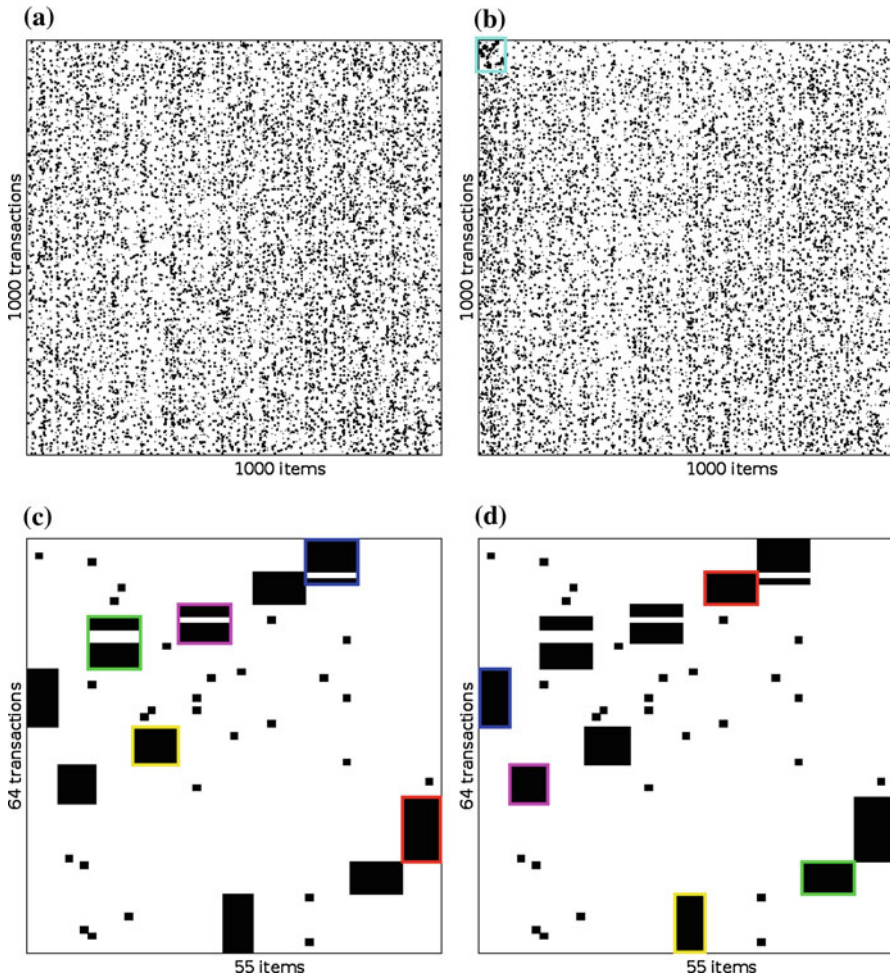 (a)
(b)
1000 transactions
1000 transactions
1000 items
1000 items
(c)
(d)
64 transactions
64 transactions
55 items
55 items